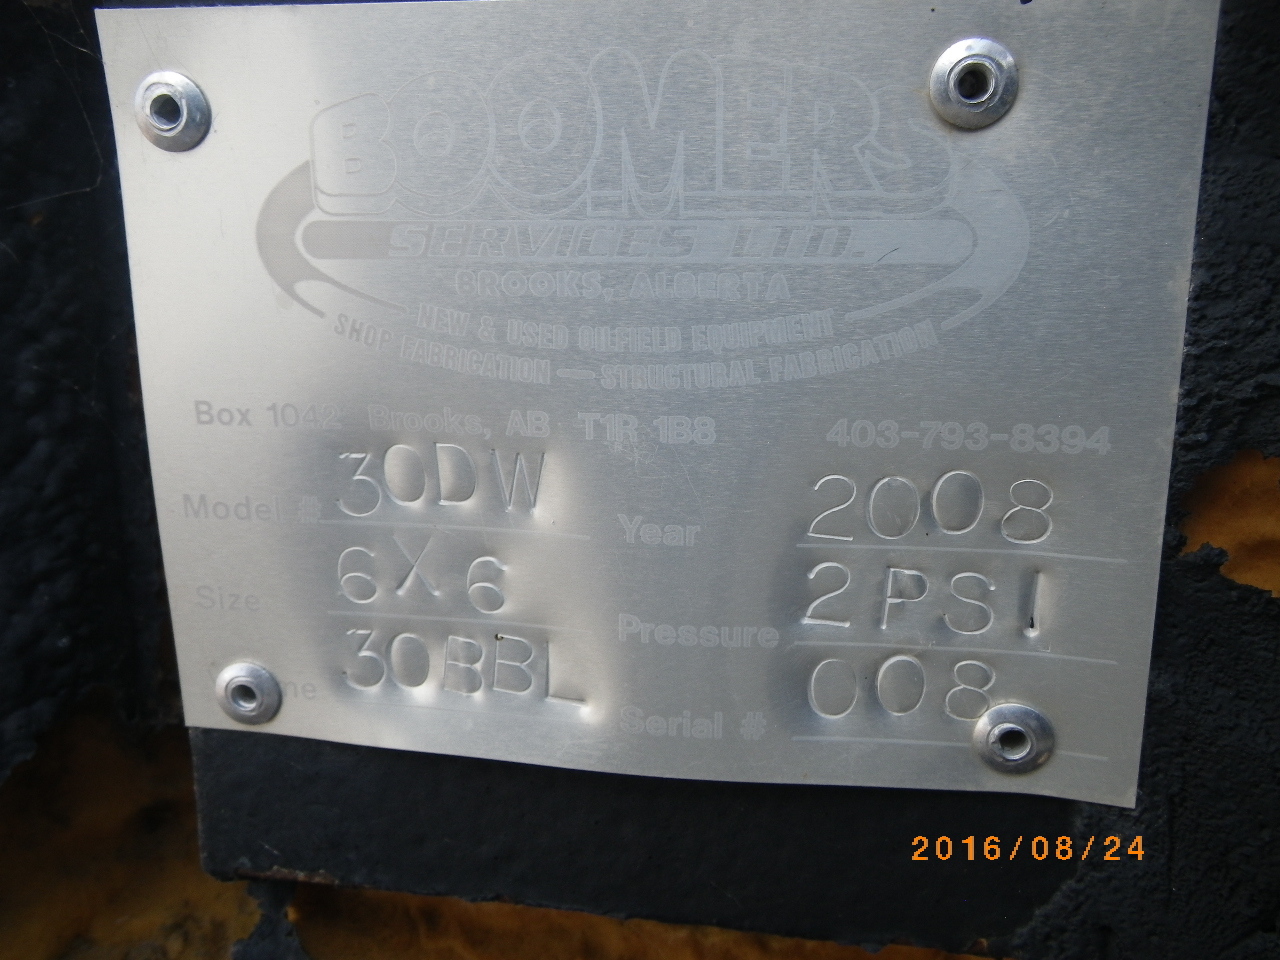 BOOMERS
SERVICES LTD.
BROOKS, ALBERTA
NEW & USED OILFIELD EQUIPMENT
SHOP FABRICATION — STRUCTURAL FABRICATION
Box 1042 Brooks, AB T1R 1B8 403-793-8394
Model # 30DW Year 2008
Size 6X6 Pressure 2PSI
30BBL Serial # 008
2016/08/24